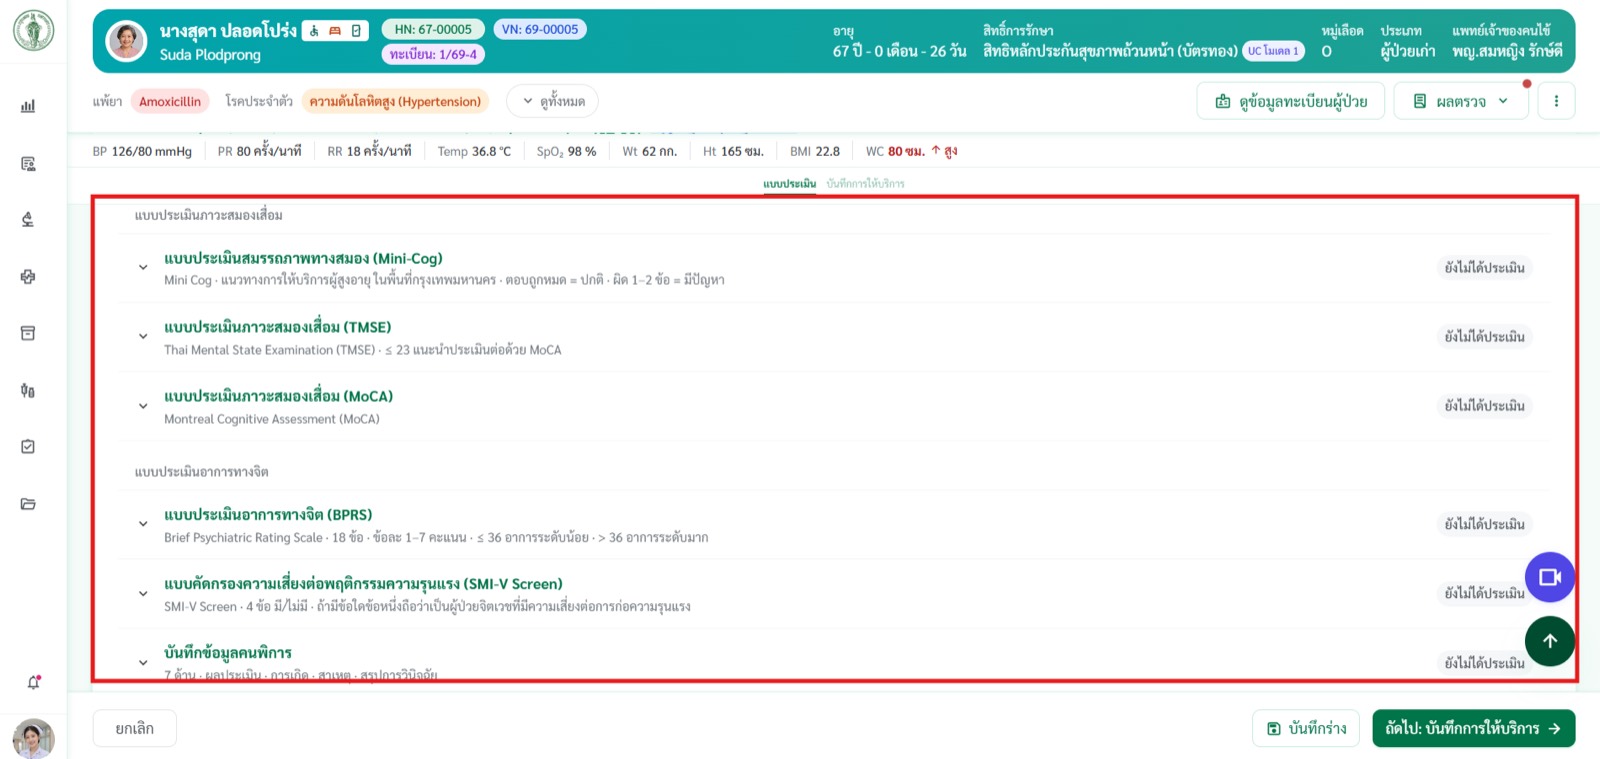 นางสุดา ปลอดโปร่ง
Suda Plodprong
HN: 67-00005
VN: 69-00005
ทะเบียน: 1/69-4
อายุ
67 ปี - 0 เดือน - 26 วัน
สิทธิ์การรักษา
สิทธิหลักประกันสุขภาพถ้วนหน้า (บัตรทอง) UC โมเดล 1
หมู่เลือด
O
ประเภท
ผู้ป่วยเก่า
แพทย์เจ้าของคนไข้
พญ.สมหญิง รักษ์ดี
แพ้ยา Amoxicillin โรคประจำตัว ความดันโลหิตสูง (Hypertension) ดูทั้งหมด
ดูข้อมูลทะเบียนผู้ป่วย
ผลตรวจ
BP 126/80 mmHg PR 80 ครั้ง/นาที RR 18 ครั้ง/นาที Temp 36.8 °C SpO₂ 98 % Wt 62 กก. Ht 165 ซม. BMI 22.8 WC 80 ซม. ↑ สูง
แบบประเมิน บันทึกการให้บริการ
แบบประเมินภาวะสมองเสื่อม
แบบประเมินสมรรถภาพทางสมอง (Mini-Cog)
Mini Cog · แนวทางการให้บริการผู้สูงอายุ ในพื้นที่กรุงเทพมหานคร · ตอบถูกหมด = ปกติ · ผิด 1–2 ข้อ = มีปัญหา
ยังไม่ได้ประเมิน
แบบประเมินภาวะสมองเสื่อม (TMSE)
Thai Mental State Examination (TMSE) · ≤ 23 แนะนำประเมินต่อด้วย MoCA
ยังไม่ได้ประเมิน
แบบประเมินภาวะสมองเสื่อม (MoCA)
Montreal Cognitive Assessment (MoCA)
ยังไม่ได้ประเมิน
แบบประเมินอาการทางจิต
แบบประเมินอาการทางจิต (BPRS)
Brief Psychiatric Rating Scale · 18 ข้อ · ข้อละ 1–7 คะแนน · ≤ 36 อาการระดับน้อย · > 36 อาการระดับมาก
ยังไม่ได้ประเมิน
แบบคัดกรองความเสี่ยงต่อพฤติกรรมความรุนแรง (SMI-V Screen)
SMI-V Screen · 4 ข้อ มี/ไม่มี · ถ้ามีข้อใดข้อหนึ่งถือว่าเป็นผู้ป่วยจิตเวชที่มีความเสี่ยงต่อการก่อความรุนแรง
ยังไม่ได้ประเมิน
บันทึกข้อมูลคนพิการ
7 ด้าน · ผลประเมิน · การเกิด · สาเหตุ · สรุปการวินิจฉัย
ยังไม่ได้ประเมิน
ยกเลิก
บันทึกร่าง
ถัดไป: บันทึกการให้บริการ →